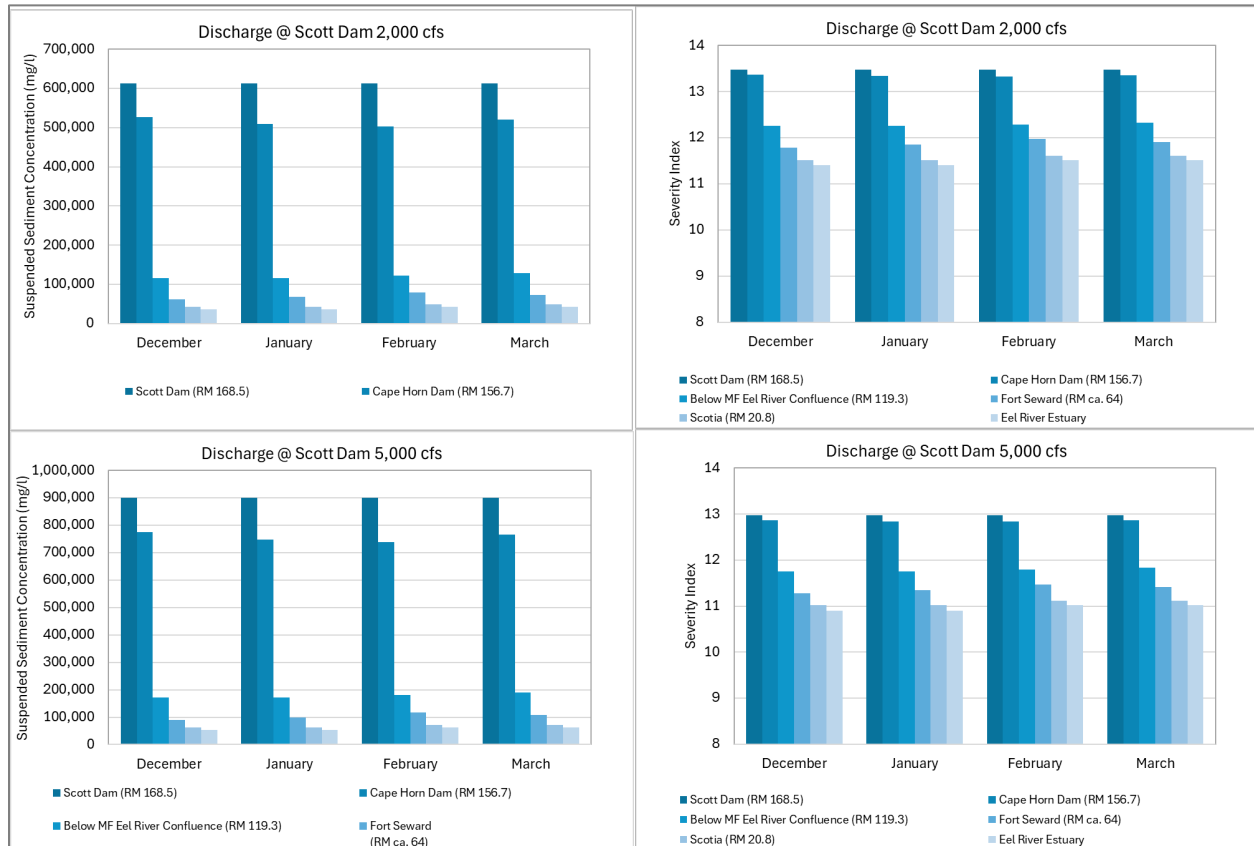 Discharge @ Scott Dam 2,000 cfs
Suspended Sediment Concentration (mg/l)
700,000
600,000
500,000
400,000
300,000
200,000
100,000
0
December January February March
Scott Dam (RM 168.5) Cape Horn Dam (RM 156.7)
Discharge @ Scott Dam 2,000 cfs
Severity Index
14
13
12
11
10
9
8
December January February March
Scott Dam (RM 168.5) Cape Horn Dam (RM 156.7)
Below MF Eel River Confluence (RM 119.3) Fort Seward (RM ca. 64)
Scotia (RM 20.8) Eel River Estuary
Discharge @ Scott Dam 5,000 cfs
Suspended Sediment Concentration (mg/l)
1,000,000
900,000
800,000
700,000
600,000
500,000
400,000
300,000
200,000
100,000
0
December January February March
Scott Dam (RM 168.5) Cape Horn Dam (RM 156.7)
Below MF Eel River Confluence (RM 119.3) Fort Seward
(RM ca. 64)
Discharge @ Scott Dam 5,000 cfs
Severity Index
14
13
12
11
10
9
8
December January February March
Scott Dam (RM 168.5) Cape Horn Dam (RM 156.7)
Below MF Eel River Confluence (RM 119.3) Fort Seward (RM ca. 64)
Scotia (RM 20.8) Eel River Estuary